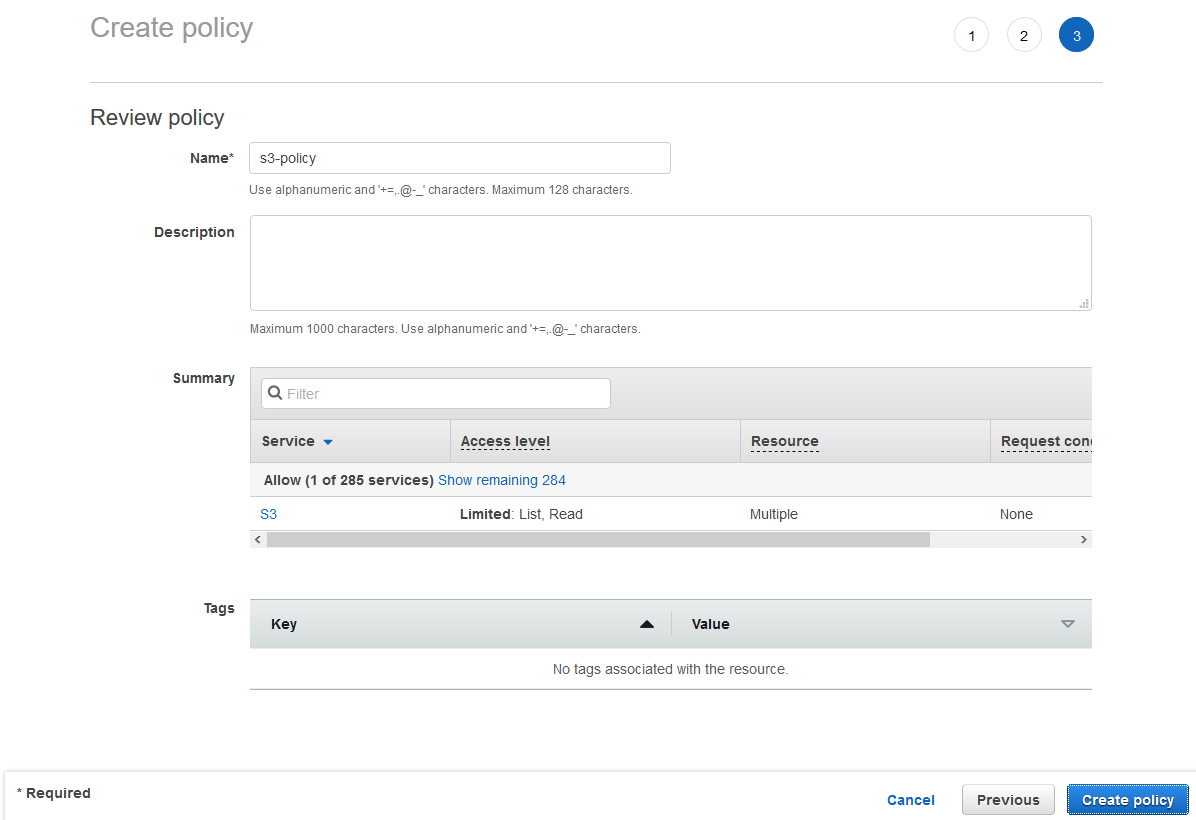 Create policy
1 2 3
Review policy
Name* s3-policy
Use alphanumeric and '+=,.@-_' characters. Maximum 128 characters.
Description
Maximum 1000 characters. Use alphanumeric and '+=,.@-_' characters.
Summary
Filter
Service Access level Resource Request con
Allow (1 of 285 services) Show remaining 284
S3 Limited: List, Read Multiple None
Tags
Key Value
No tags associated with the resource.
* Required
Cancel Previous Create policy